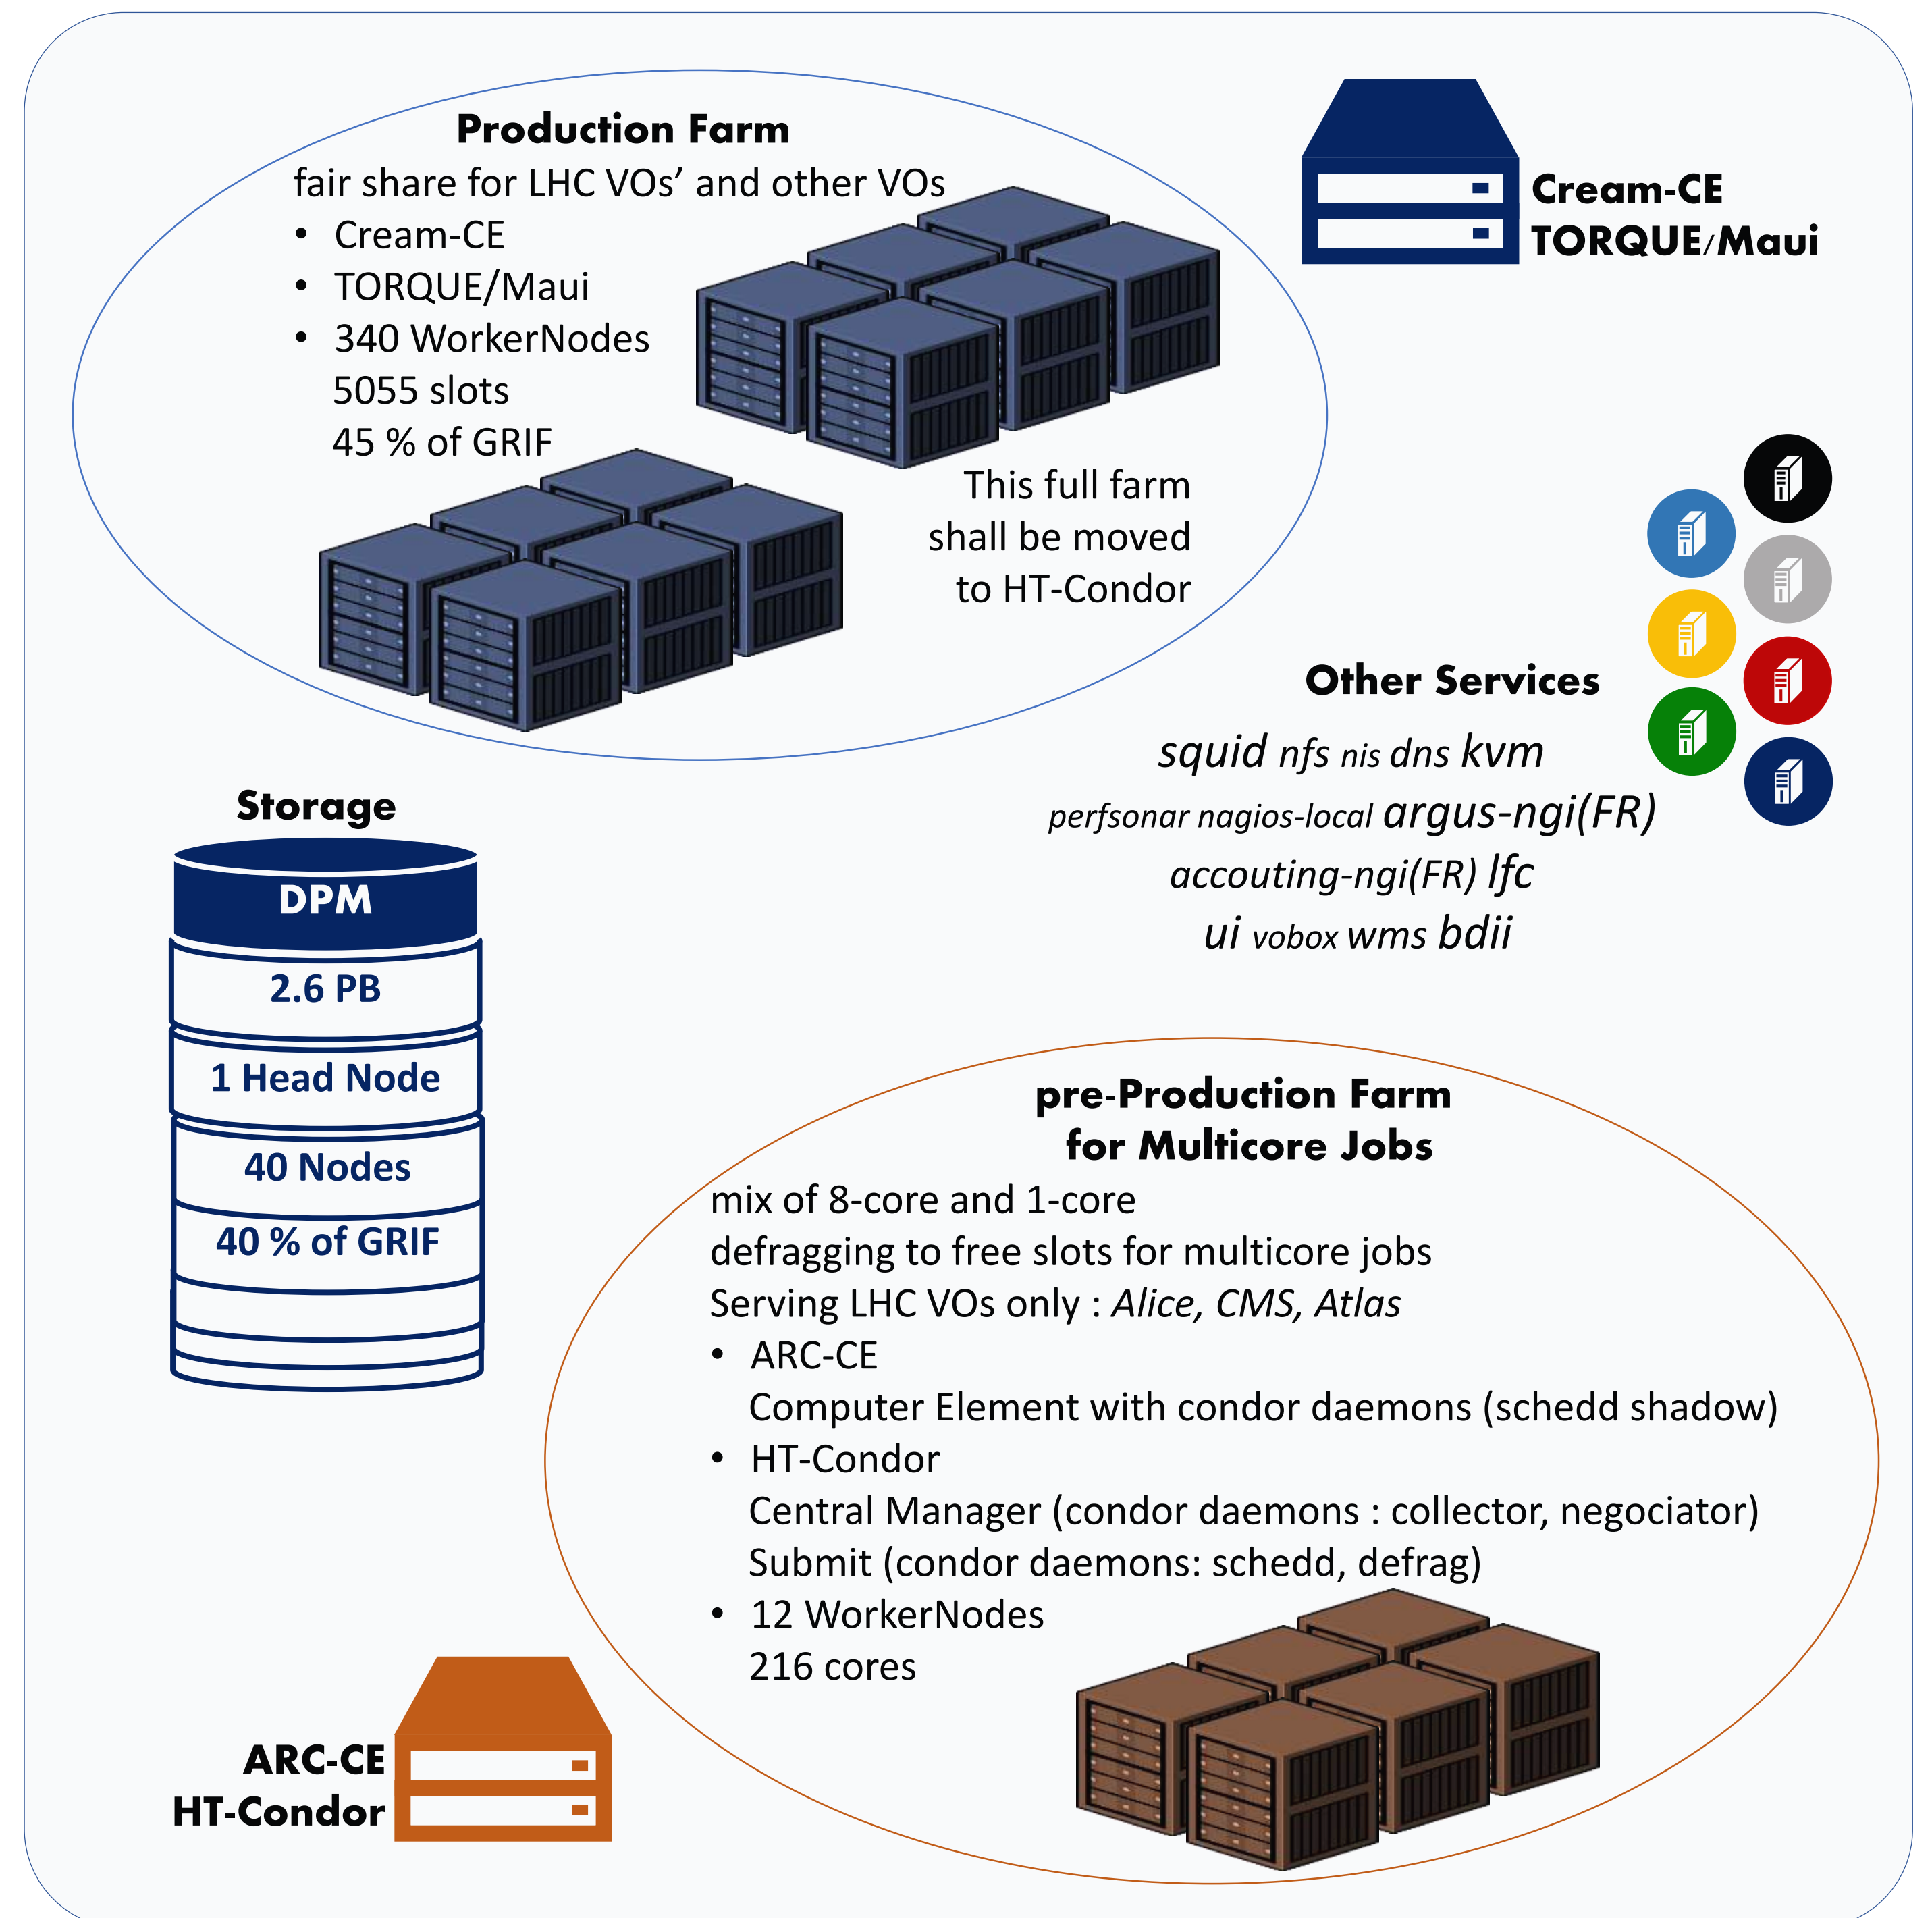 Production Farm
fair share for LHC VOs’ and other VOs
• Cream-CE
• TORQUE/Maui
• 340 WorkerNodes
5055 slots
45 % of GRIF
This full farm
shall be moved
to HT-Condor
Cream-CE
TORQUE/Maui
Other Services
squid nfs nis dns kvm
perfsonar nagios-local argus-ngi(FR)
accouting-ngi(FR) lfc
ui vobox wms bdii
Storage
DPM
2.6 PB
1 Head Node
40 Nodes
40 % of GRIF
pre-Production Farm
for Multicore Jobs
mix of 8-core and 1-core
defragging to free slots for multicore jobs
Serving LHC VOs only : Alice, CMS, Atlas
• ARC-CE
Computer Element with condor daemons (schedd shadow)
• HT-Condor
Central Manager (condor daemons : collector, negociator)
Submit (condor daemons: schedd, defrag)
• 12 WorkerNodes
216 cores
ARC-CE
HT-Condor